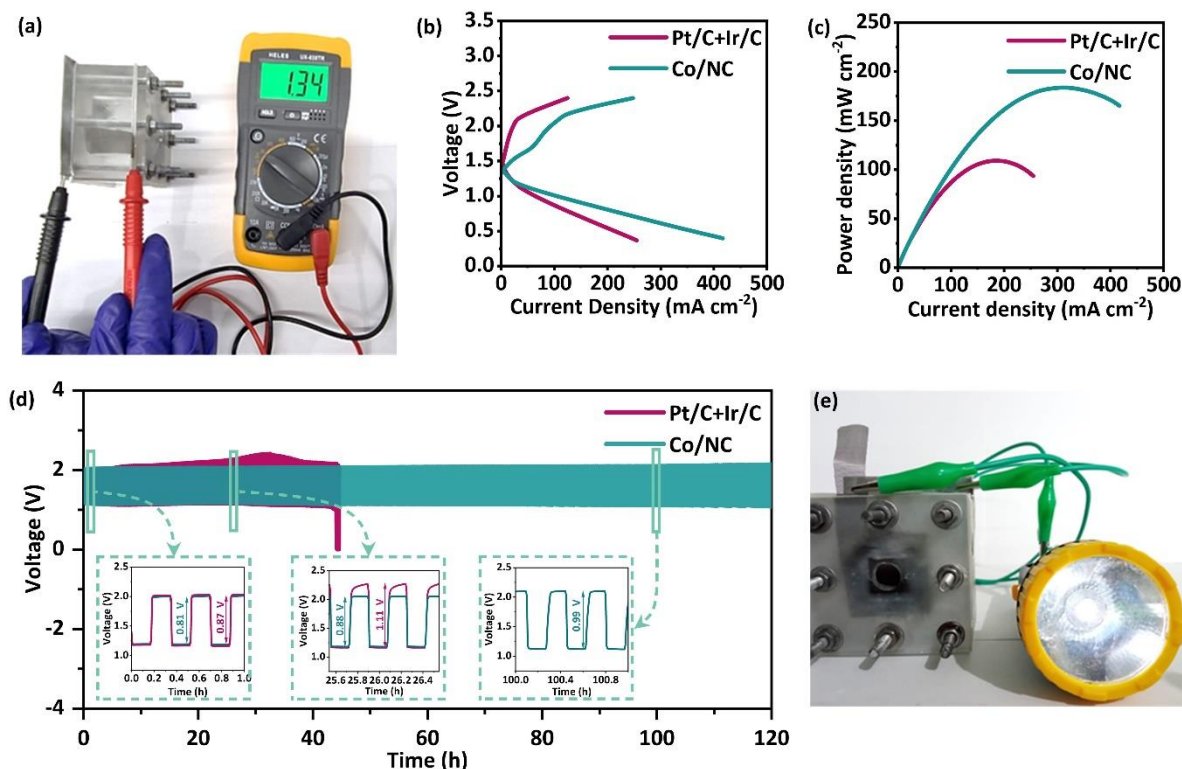 (a)
HELES
UX-838TR
1.34
HOLD
CE
10A
COM
(b)
Pt/C+Ir/C
Co/NC
3.5
3.0
2.5
2.0
1.5
1.0
0.5
0.0
Voltage (V)
0 100 200 300 400 500
Current Density (mA cm⁻²)
(c)
Pt/C+Ir/C
Co/NC
250
200
150
100
50
0
Power density (mW cm⁻²)
0 100 200 300 400 500
Current density (mA cm⁻²)
(d)
Pt/C+Ir/C
Co/NC
4
2
0
-2
-4
Voltage (V)
2.5
2.0
1.5
1.0
Voltage (V)
0.81 V
0.87 V
0.0 0.2 0.4 0.6 0.8 1.0
Time (h)
2.5
2.0
1.5
1.0
Voltage (V)
0.88 V
1.11 V
25.6 25.8 26.0 26.2 26.4
Time (h)
2.5
2.0
1.5
1.0
Voltage (V)
0.99 V
100.0 100.4 100.8
Time (h)
0 20 40 60 80 100 120
Time (h)
(e)